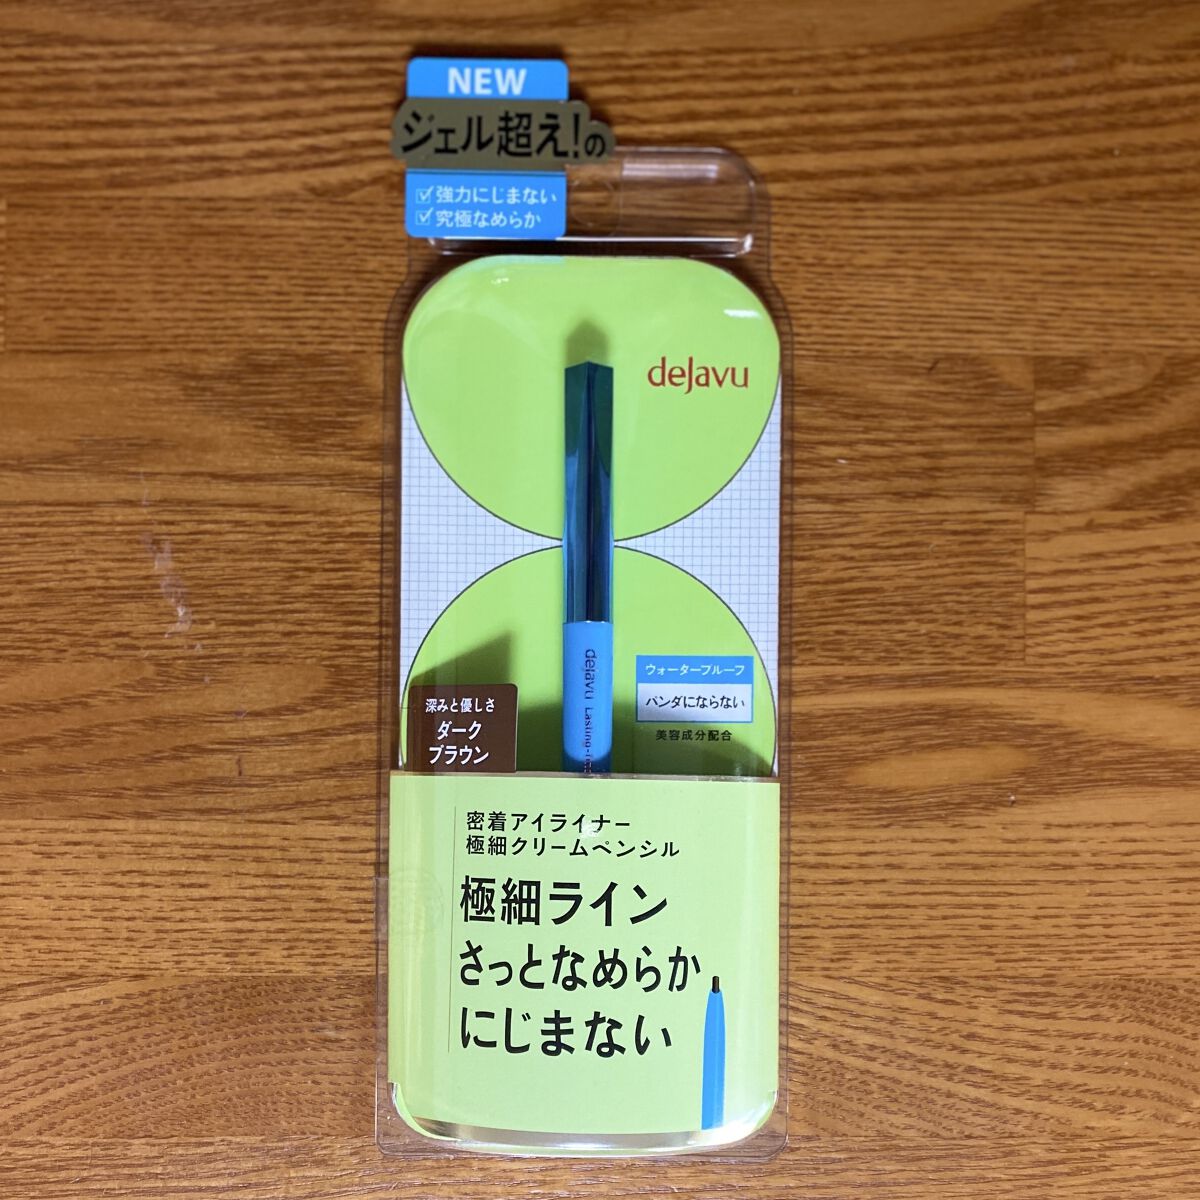 NEW
ジェル超え!の
強力にじまない
究極なめらか
deJavu
dejavu Lasting-
ウォータープルーフ
パンダにならない
美容成分配合
深みと優しさ
ダーク
ブラウン
密着アイライナー
極細クリームペンシル
極細ライン
さっとなめらか
にじまない